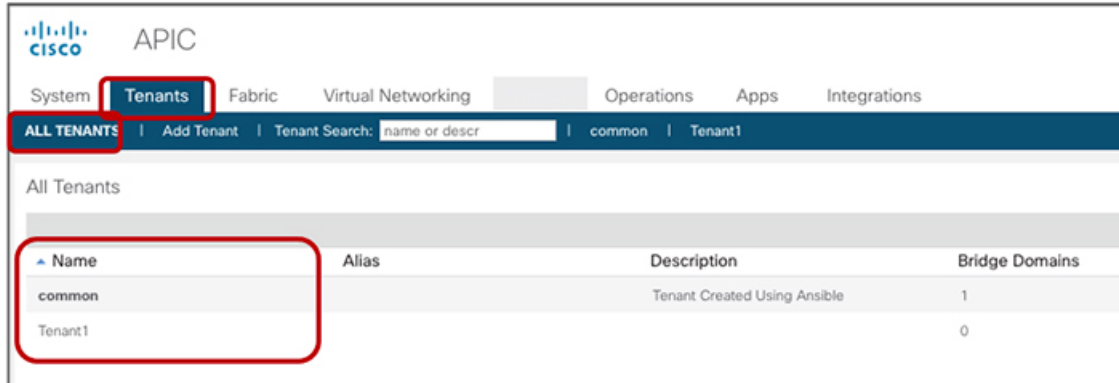 CISCO APIC
System Tenants Fabric Virtual Networking Operations Apps Integrations
ALL TENANTS | Add Tenant | Tenant Search: name or descr | common | Tenant1
All Tenants
Name Alias Description Bridge Domains
common Tenant Created Using Ansible 1
Tenant1 0